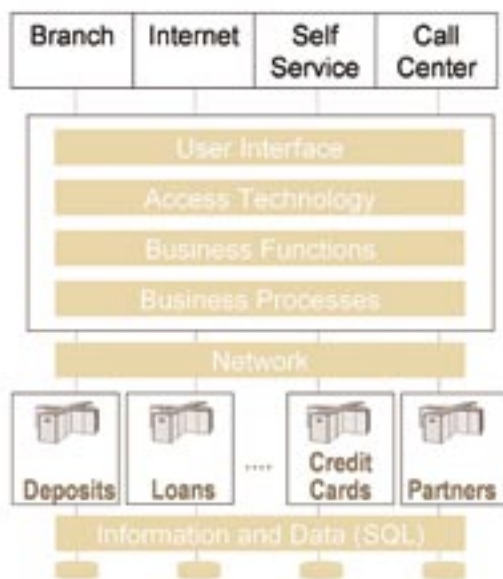 Branch
Internet
Self
Service
Call
Center
User Interface
Access Technology
Business Functions
Business Processes
Network
Deposits
Loans
....
Credit
Cards
Partners
Information and Data (SQL)